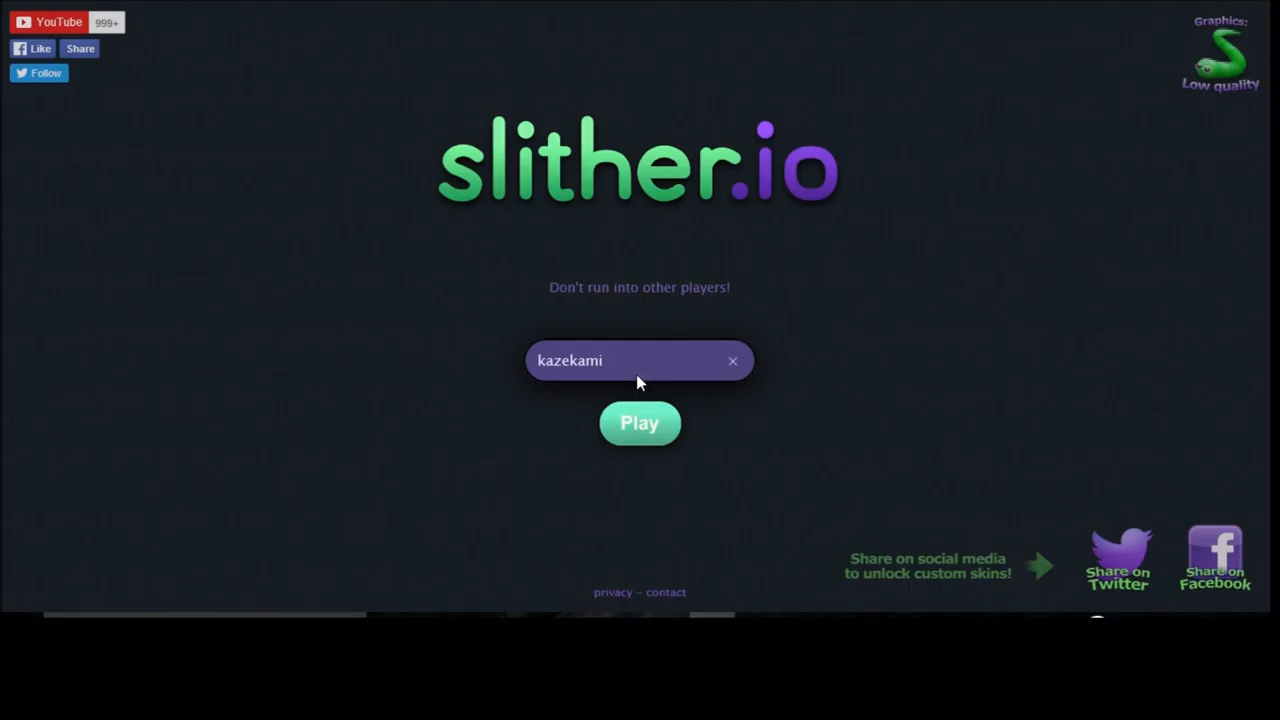 YouTube 999+
Like Share
Follow
Graphics:
Low quality
slither.io
Don't run into other players!
kazekami
Play
Share on social media
to unlock custom skins!
Share on
Twitter
Share on
Facebook
privacy - contact